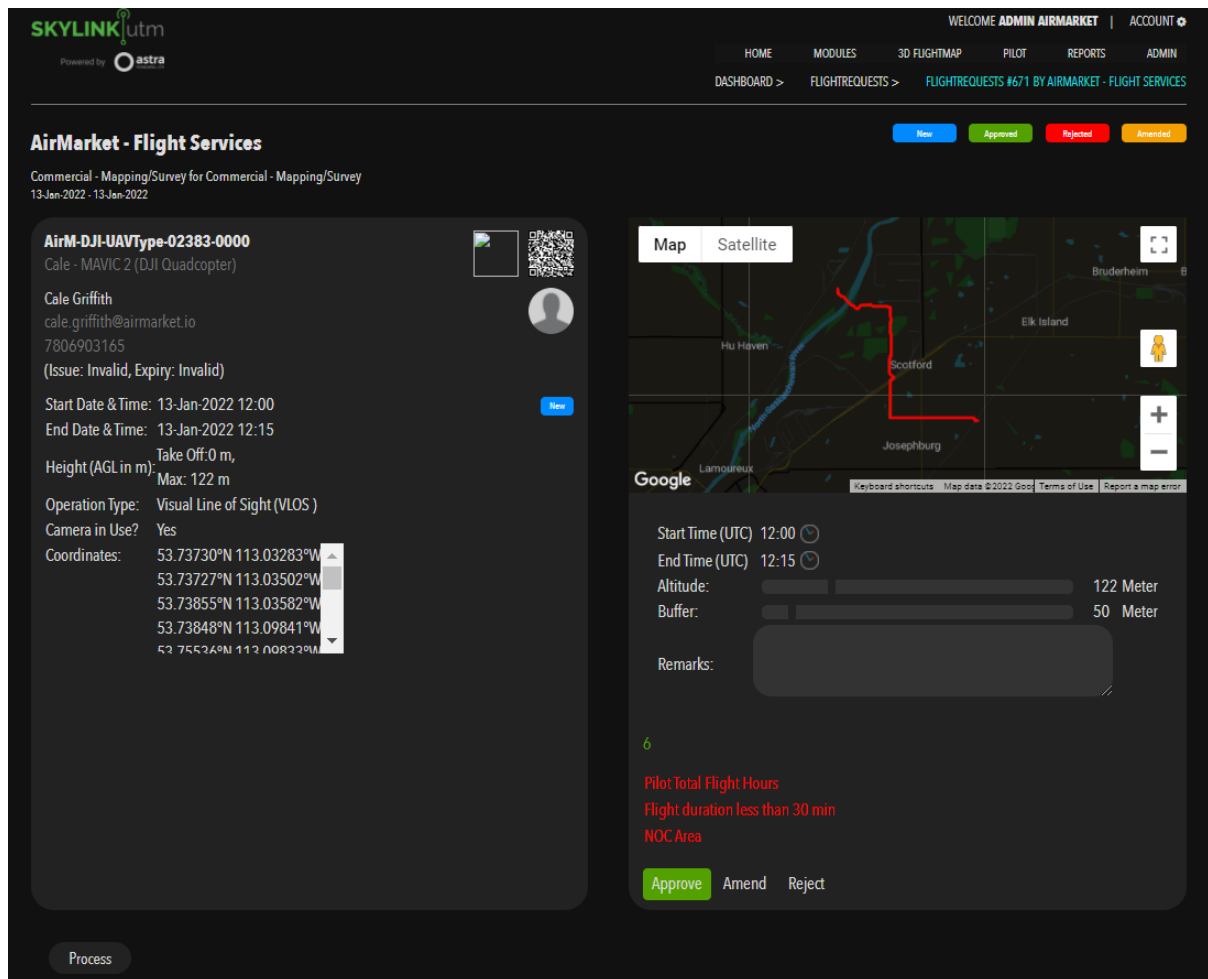 SKYLINK utm
Powered by astra
WELCOME ADMIN AIRMARKET | ACCOUNT
HOME MODULES 3D FLIGHTMAP PILOT REPORTS ADMIN
DASHBOARD > FLIGHTREQUESTS > FLIGHTREQUESTS #671 BY AIRMARKET - FLIGHT SERVICES
AirMarket - Flight Services
New Approved Rejected Amended
Commercial - Mapping/Survey for Commercial - Mapping/Survey
13-Jan-2022 - 13-Jan-2022
AirM-DJI-UAVType-02383-0000
Cale - MAVIC 2 (DJI Quadcopter)
Cale Griffith
cale.griffith@airmarket.io
7806903165
(Issue: Invalid, Expiry: Invalid)
Start Date & Time: 13-Jan-2022 12:00
New
End Date & Time: 13-Jan-2022 12:15
Height (AGL in m): Take Off:0 m,
Max: 122 m
Operation Type: Visual Line of Sight (VLOS )
Camera in Use? Yes
Coordinates: 53.73730°N 113.03283°W
53.73727°N 113.03502°W
53.73855°N 113.03582°W
53.73848°N 113.09841°W
53.75536°N 113.09833°W
Map Satellite
Bruderheim B
Elk Island
Hu Haven
Scotford
North Saskatchewan River
Josephburg
Lamoureux
Google
Keyboard shortcuts Map data ©2022 Goog Terms of Use Report a map error
Start Time (UTC) 12:00
End Time (UTC) 12:15
Altitude: 122 Meter
Buffer: 50 Meter
Remarks:
6
Pilot Total Flight Hours
Flight duration less than 30 min
NOC Area
Approve Amend Reject
Process